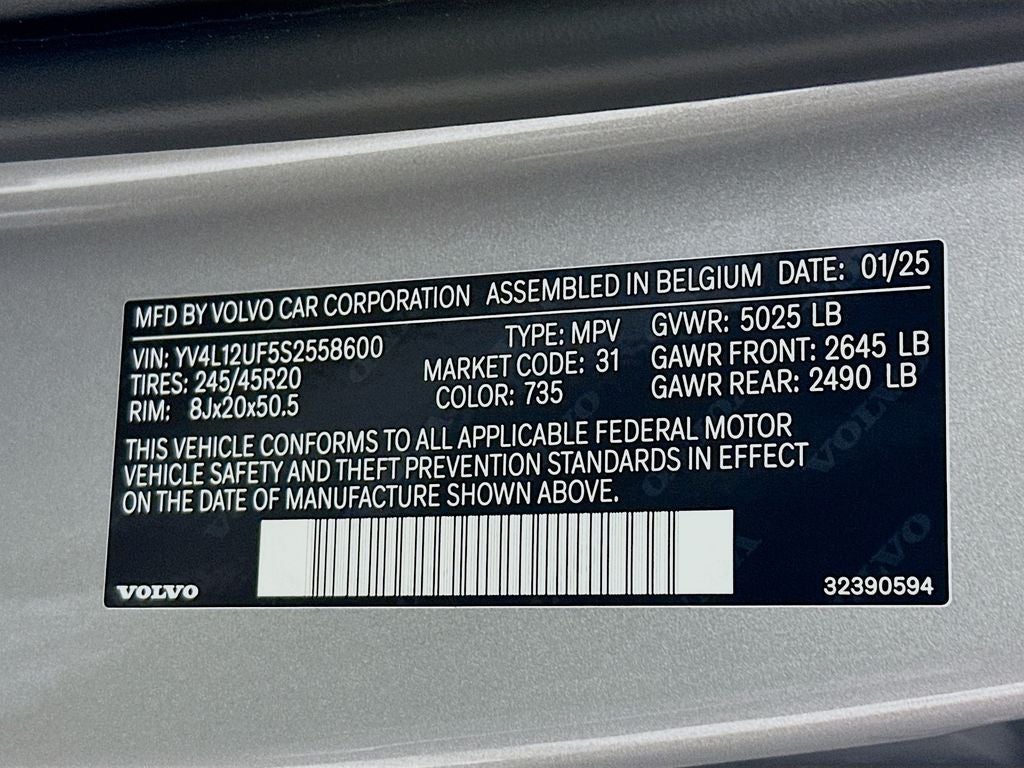 MFD BY VOLVO CAR CORPORATION ASSEMBLED IN BELGIUM DATE: 01/25
VIN: YV4L12UF5S2558600 TYPE: MPV GVWR: 5025 LB
TIRES: 245/45R20 MARKET CODE: 31 GAWR FRONT: 2645 LB
RIM: 8Jx20x50.5 COLOR: 735 GAWR REAR: 2490 LB
THIS VEHICLE CONFORMS TO ALL APPLICABLE FEDERAL MOTOR
VEHICLE SAFETY AND THEFT PREVENTION STANDARDS IN EFFECT
ON THE DATE OF MANUFACTURE SHOWN ABOVE.
VOLVO 32390594